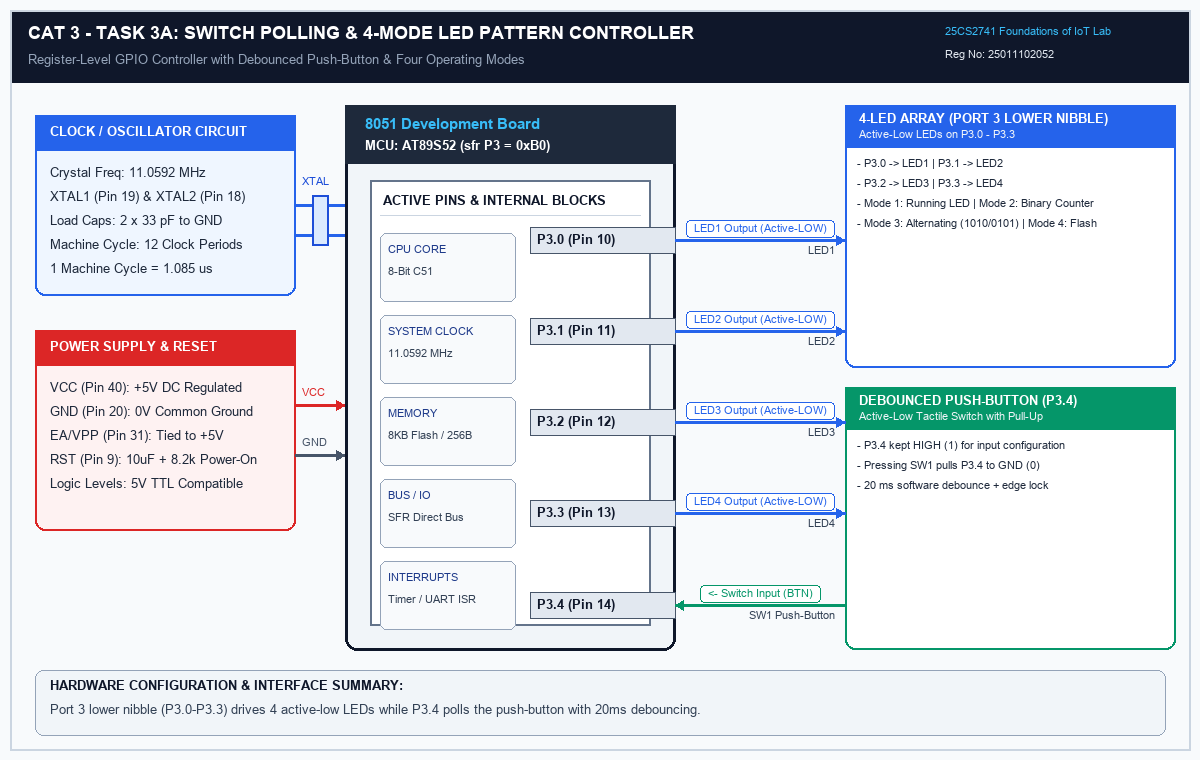 CAT 3 - TASK 3A: SWITCH POLLING & 4-MODE LED PATTERN CONTROLLER
Register-Level GPIO Controller with Debounced Push-Button & Four Operating Modes
25CS2741 Foundations of IoT Lab
Reg No: 25011102052
CLOCK / OSCILLATOR CIRCUIT
Crystal Freq: 11.0592 MHz
XTAL1 (Pin 19) & XTAL2 (Pin 18)
Load Caps: 2 x 33 pF to GND
Machine Cycle: 12 Clock Periods
1 Machine Cycle = 1.085 us
XTAL
POWER SUPPLY & RESET
VCC (Pin 40): +5V DC Regulated
GND (Pin 20): 0V Common Ground
EA/VPP (Pin 31): Tied to +5V
RST (Pin 9): 10uF + 8.2k Power-On
Logic Levels: 5V TTL Compatible
VCC
GND
8051 Development Board
MCU: AT89S52 (sfr P3 = 0xB0)
ACTIVE PINS & INTERNAL BLOCKS
CPU CORE
8-Bit C51
SYSTEM CLOCK
11.0592 MHz
MEMORY
8KB Flash / 256B
BUS / IO
SFR Direct Bus
INTERRUPTS
Timer / UART ISR
P3.0 (Pin 10)
P3.1 (Pin 11)
P3.2 (Pin 12)
P3.3 (Pin 13)
P3.4 (Pin 14)
LED1 Output (Active-LOW)
LED1
LED2 Output (Active-LOW)
LED2
LED3 Output (Active-LOW)
LED3
LED4 Output (Active-LOW)
LED4
<- Switch Input (BTN)
SW1 Push-Button
4-LED ARRAY (PORT 3 LOWER NIBBLE)
Active-Low LEDs on P3.0 - P3.3
- P3.0 -> LED1 | P3.1 -> LED2
- P3.2 -> LED3 | P3.3 -> LED4
- Mode 1: Running LED | Mode 2: Binary Counter
- Mode 3: Alternating (1010/0101) | Mode 4: Flash
DEBOUNCED PUSH-BUTTON (P3.4)
Active-Low Tactile Switch with Pull-Up
- P3.4 kept HIGH (1) for input configuration
- Pressing SW1 pulls P3.4 to GND (0)
- 20 ms software debounce + edge lock
HARDWARE CONFIGURATION & INTERFACE SUMMARY:
Port 3 lower nibble (P3.0-P3.3) drives 4 active-low LEDs while P3.4 polls the push-button with 20ms debouncing.